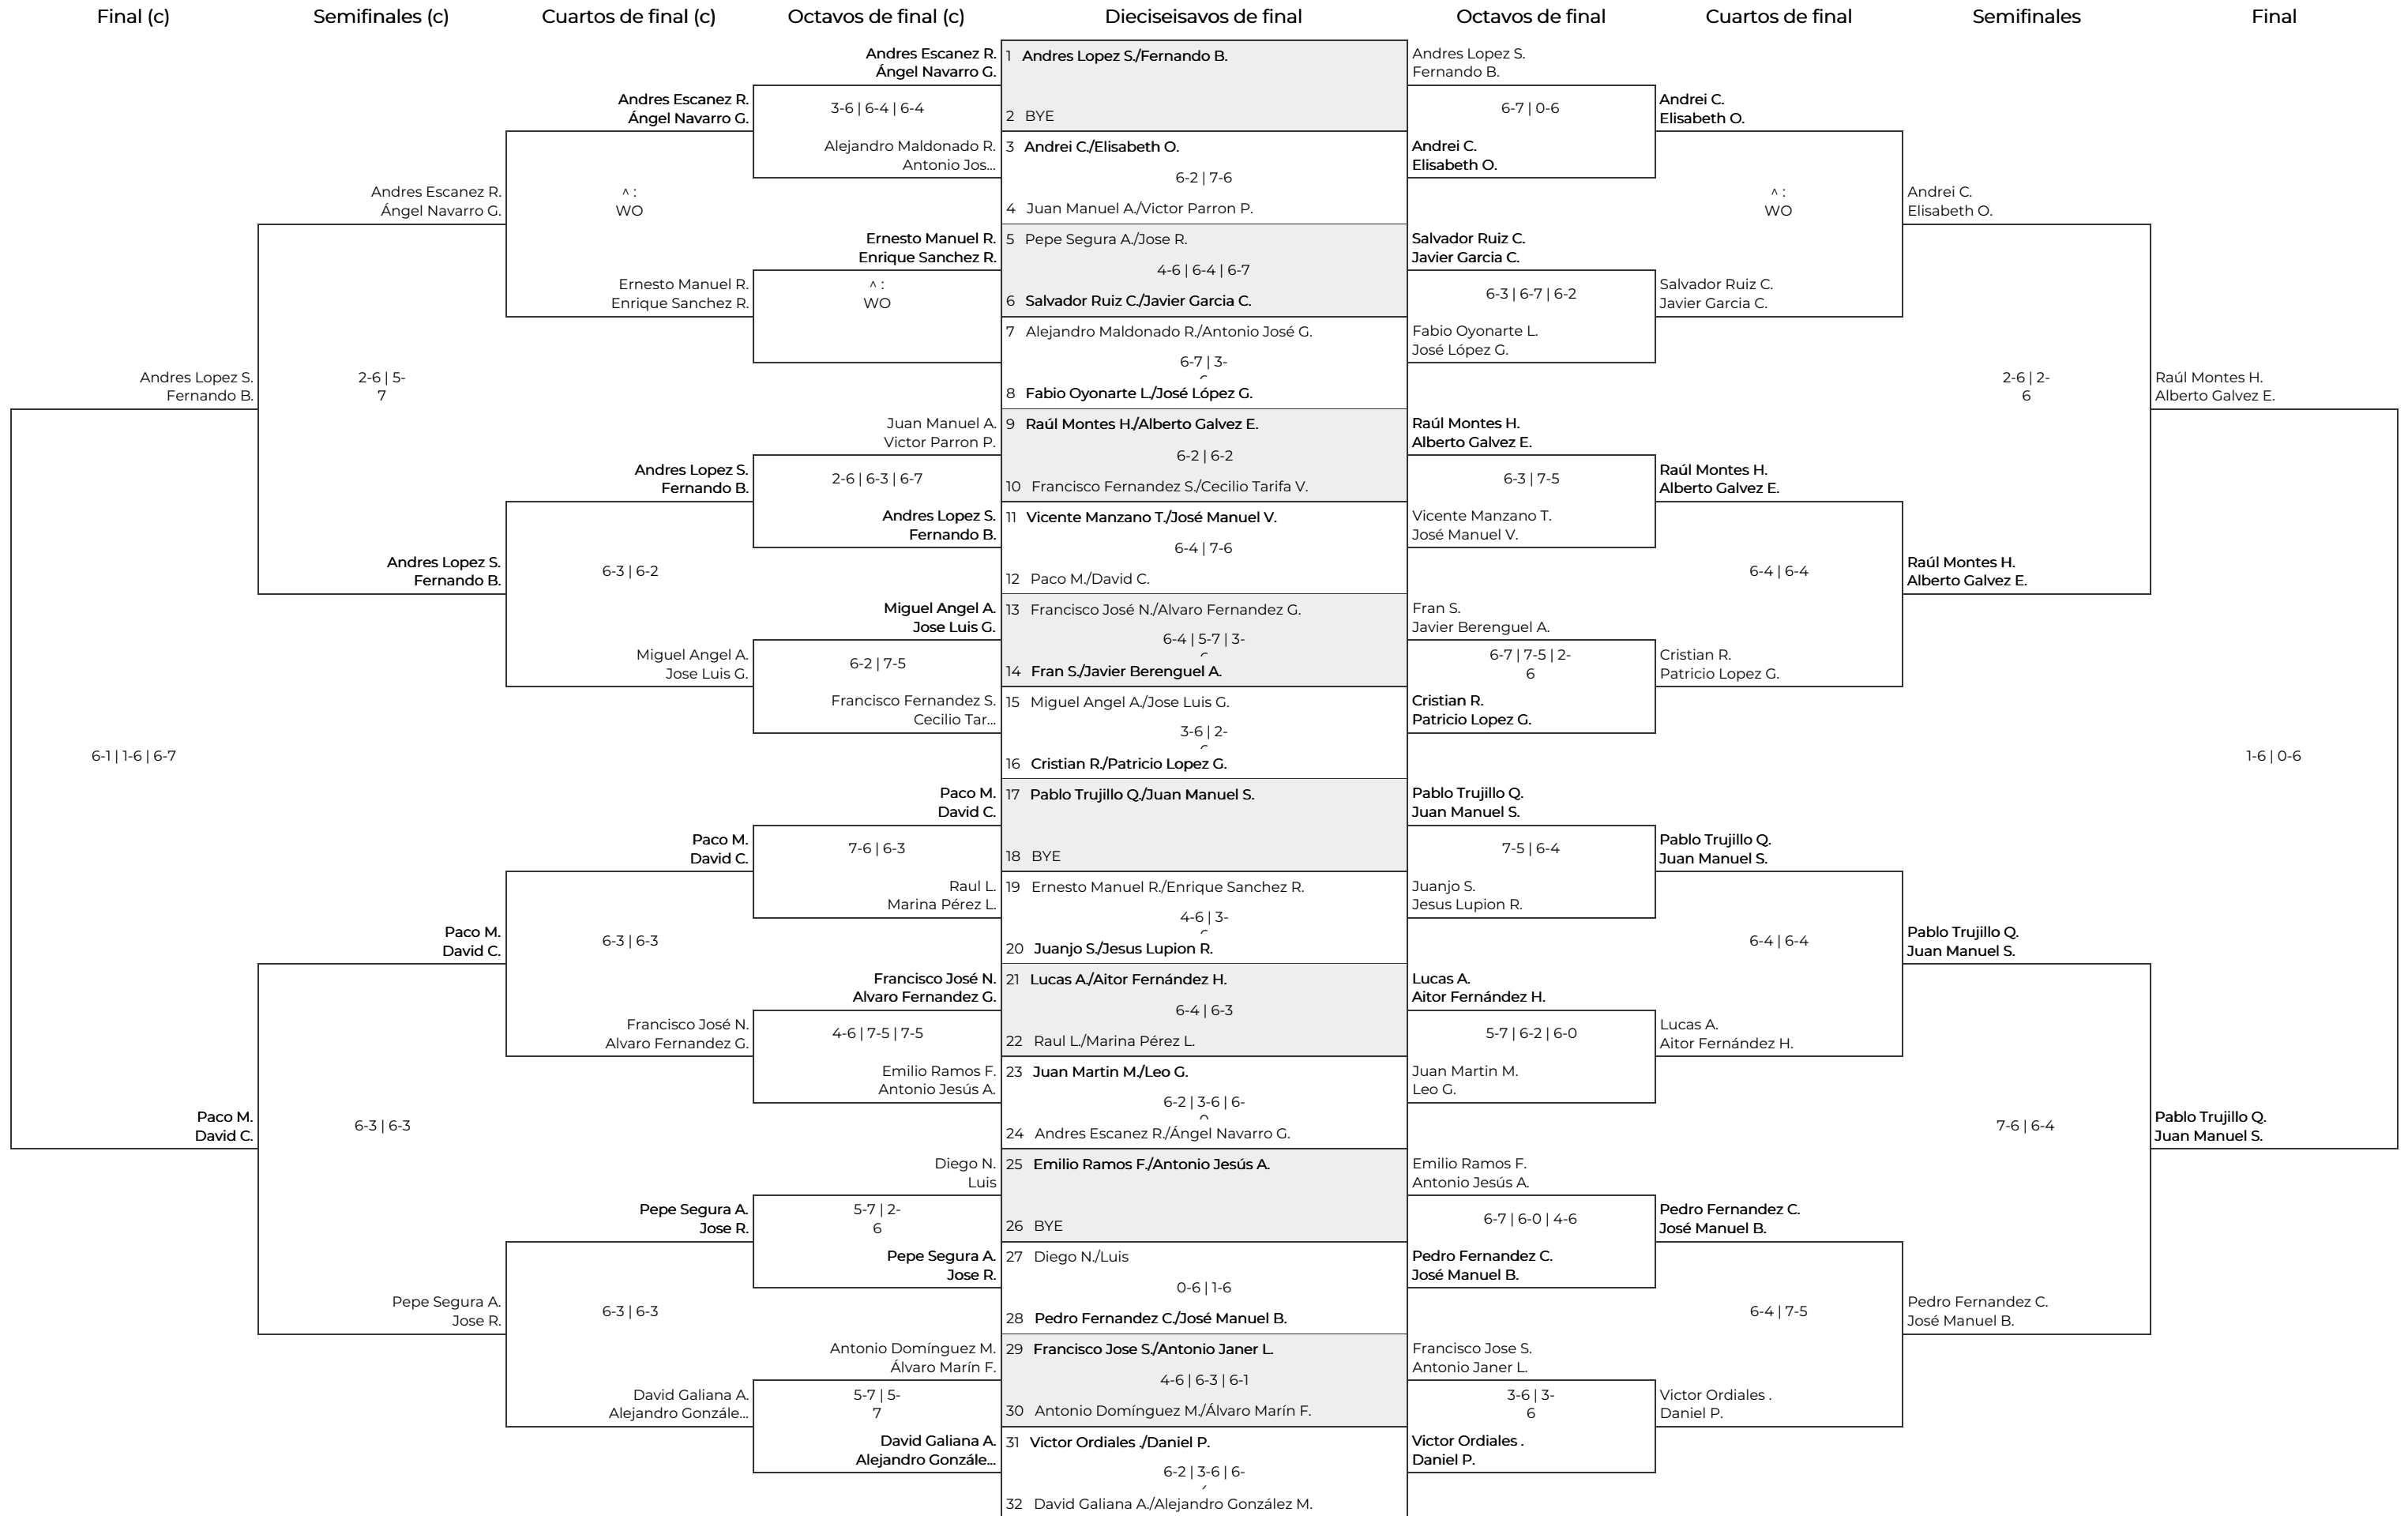 Final (c)
Semifinales (c)
Cuartos de final (c)
Octavos de final (c)
Dieciseisavos de final
Octavos de final
Cuartos de final
Semifinales
Final
Andres Lopez S.
Fernando B.
6-1 | 1-6 | 6-7
Paco M.
David C.
Andres Escanez R.
Ángel Navarro G.
2-6 | 5-
7
Andres Lopez S.
Fernando B.
Paco M.
David C.
6-3 | 6-3
Pepe Segura A.
Jose R.
Andres Escanez R.
Ángel Navarro G.
^ :
WO
Ernesto Manuel R.
Enrique Sanchez R.
Andres Lopez S.
Fernando B.
6-3 | 6-2
Miguel Angel A.
Jose Luis G.
Paco M.
David C.
6-3 | 6-3
Francisco José N.
Alvaro Fernandez G.
Pepe Segura A.
Jose R.
6-3 | 6-3
David Galiana A.
Alejandro Gonzále...
Andres Escanez R.
Ángel Navarro G.
3-6 | 6-4 | 6-4
Alejandro Maldonado R.
Antonio Jos...
Ernesto Manuel R.
Enrique Sanchez R.
^ :
WO
Juan Manuel A.
Victor Parron P.
2-6 | 6-3 | 6-7
Andres Lopez S.
Fernando B.
Miguel Angel A.
Jose Luis G.
6-2 | 7-5
Francisco Fernandez S.
Cecilio Tar...
Paco M.
David C.
7-6 | 6-3
Raul L.
Marina Pérez L.
Francisco José N.
Alvaro Fernandez G.
4-6 | 7-5 | 7-5
Emilio Ramos F.
Antonio Jesús A.
Diego N.
Luis
5-7 | 2-
6
Pepe Segura A.
Jose R.
Antonio Domínguez M.
Álvaro Marín F.
5-7 | 5-
7
David Galiana A.
Alejandro Gonzále...
1 Andres Lopez S./Fernando B.
2 BYE
3 Andrei C./Elisabeth O.
6-2 | 7-6
4 Juan Manuel A./Victor Parron P.
5 Pepe Segura A./Jose R.
4-6 | 6-4 | 6-7
6 Salvador Ruiz C./Javier Garcia C.
7 Alejandro Maldonado R./Antonio José G.
6-7 | 3-
8 Fabio Oyonarte L./José López G.
9 Raúl Montes H./Alberto Galvez E.
6-2 | 6-2
10 Francisco Fernandez S./Cecilio Tarifa V.
11 Vicente Manzano T./José Manuel V.
6-4 | 7-6
12 Paco M./David C.
13 Francisco José N./Alvaro Fernandez G.
6-4 | 5-7 | 3-
14 Fran S./Javier Berenguel A.
15 Miguel Angel A./Jose Luis G.
3-6 | 2-
16 Cristian R./Patricio Lopez G.
17 Pablo Trujillo Q./Juan Manuel S.
18 BYE
19 Ernesto Manuel R./Enrique Sanchez R.
4-6 | 3-
20 Juanjo S./Jesus Lupion R.
21 Lucas A./Aitor Fernández H.
6-4 | 6-3
22 Raul L./Marina Pérez L.
23 Juan Martin M./Leo G.
6-2 | 3-6 | 6-
24 Andres Escanez R./Ángel Navarro G.
25 Emilio Ramos F./Antonio Jesús A.
26 BYE
27 Diego N./Luis
0-6 | 1-6
28 Pedro Fernandez C./José Manuel B.
29 Francisco Jose S./Antonio Janer L.
4-6 | 6-3 | 6-1
30 Antonio Domínguez M./Álvaro Marín F.
31 Victor Ordiales ./Daniel P.
6-2 | 3-6 | 6-
32 David Galiana A./Alejandro González M.
Andres Lopez S.
Fernando B.
6-7 | 0-6
Andrei C.
Elisabeth O.
Salvador Ruiz C.
Javier Garcia C.
6-3 | 6-7 | 6-2
Fabio Oyonarte L.
José López G.
Raúl Montes H.
Alberto Galvez E.
6-3 | 7-5
Vicente Manzano T.
José Manuel V.
Fran S.
Javier Berenguel A.
6-7 | 7-5 | 2-
6
Cristian R.
Patricio Lopez G.
Pablo Trujillo Q.
Juan Manuel S.
7-5 | 6-4
Juanjo S.
Jesus Lupion R.
Lucas A.
Aitor Fernández H.
5-7 | 6-2 | 6-0
Juan Martin M.
Leo G.
Emilio Ramos F.
Antonio Jesús A.
6-7 | 6-0 | 4-6
Pedro Fernandez C.
José Manuel B.
Francisco Jose S.
Antonio Janer L.
3-6 | 3-
6
Victor Ordiales .
Daniel P.
Andrei C.
Elisabeth O.
^ :
WO
Salvador Ruiz C.
Javier Garcia C.
Raúl Montes H.
Alberto Galvez E.
6-4 | 6-4
Cristian R.
Patricio Lopez G.
Pablo Trujillo Q.
Juan Manuel S.
6-4 | 6-4
Lucas A.
Aitor Fernández H.
Pedro Fernandez C.
José Manuel B.
6-4 | 7-5
Victor Ordiales .
Daniel P.
Andrei C.
Elisabeth O.
2-6 | 2-
6
Raúl Montes H.
Alberto Galvez E.
Pablo Trujillo Q.
Juan Manuel S.
7-6 | 6-4
Pedro Fernandez C.
José Manuel B.
Raúl Montes H.
Alberto Galvez E.
1-6 | 0-6
Pablo Trujillo Q.
Juan Manuel S.